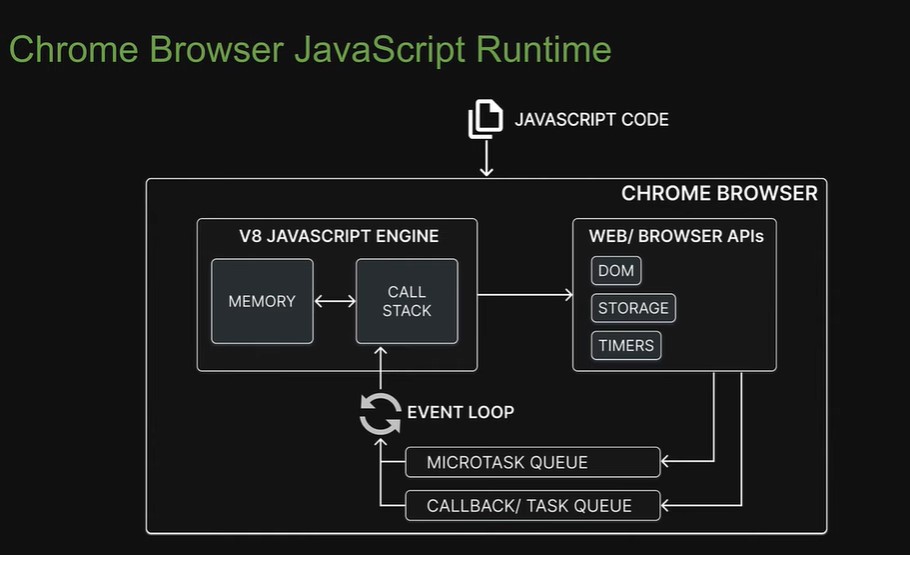 Chrome Browser JavaScript Runtime
JAVASCRIPT CODE
CHROME BROWSER
V8 JAVASCRIPT ENGINE
MEMORY
CALL
STACK
WEB/ BROWSER APIs
DOM
STORAGE
TIMERS
EVENT LOOP
MICROTASK QUEUE
CALLBACK/ TASK QUEUE